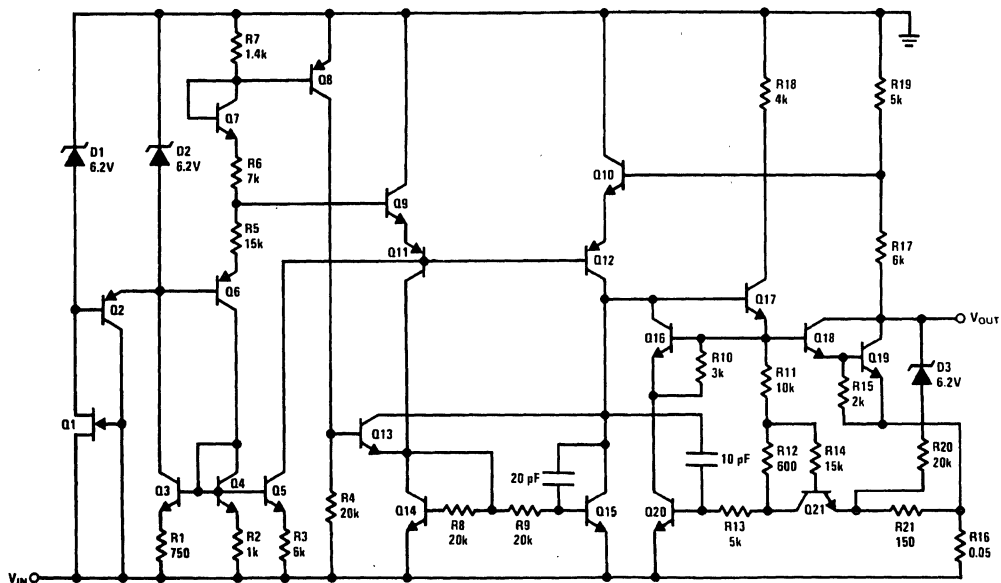 R7
1.4k
Q8
R18
4k
R19
5k
Q7
D1
6.2V
D2
6.2V
R6
7k
Q10
Q9
R5
15k
Q11
R17
6k
Q12
Q6
Q2
Q17
VOUT
Q16
Q18
R10
3k
Q19
D3
6.2V
R11
10k
R15
2k
Q1
Q13
R12
600
R14
15k
R20
20k
10 pF
20 pF
Q3
Q4
Q5
R4
20k
Q14
R8
20k
R9
20k
Q15
Q20
R13
5k
Q21
R21
150
R1
750
R2
1k
R3
6k
R16
0.05
VIN